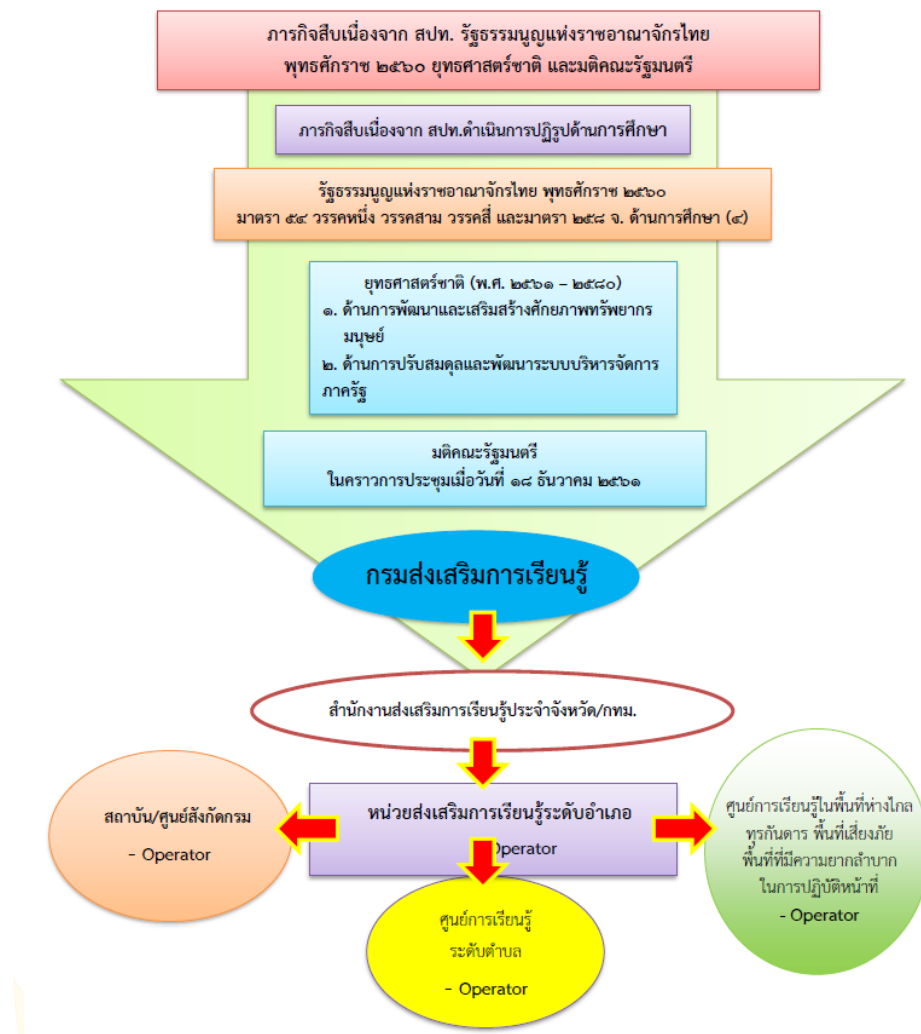 ภารกิจสืบเนื่องจาก สปท. รัฐธรรมนูญแห่งราชอาณาจักรไทย
พุทธศักราช ๒๕๖๐ ยุทธศาสตร์ชาติ และมติคณะรัฐมนตรี
ภารกิจสืบเนื่องจาก สปท.ดำเนินการปฏิรูปด้านการศึกษา
รัฐธรรมนูญแห่งราชอาณาจักรไทย พุทธศักราช ๒๕๖๐
มาตรา ๕๔ วรรคหนึ่ง วรรคสาม วรรคสี่ และมาตรา ๒๕๘ จ. ด้านการศึกษา (๔)
ยุทธศาสตร์ชาติ (พ.ศ. ๒๕๖๑ – ๒๕๘๐)
๑. ด้านการพัฒนาและเสริมสร้างศักยภาพทรัพยากร
มนุษย์
๒. ด้านการปรับสมดุลและพัฒนาระบบบริหารจัดการ
ภาครัฐ
มติคณะรัฐมนตรี
ในคราวการประชุมเมื่อวันที่ ๑๘ ธันวาคม ๒๕๖๑
กรมส่งเสริมการเรียนรู้
สำนักงานส่งเสริมการเรียนรู้ประจำจังหวัด/กทม.
สถาบัน/ศูนย์สังกัดกรม
- Operator
หน่วยส่งเสริมการเรียนรู้ระดับอำเภอ
Operator
ศูนย์การเรียนรู้ในพื้นที่ห่างไกล
ทุรกันดาร พื้นที่เสี่ยงภัย
พื้นที่ที่มีความยากลำบาก
ในการปฏิบัติหน้าที่
- Operator
ศูนย์การเรียนรู้
ระดับตำบล
- Operator